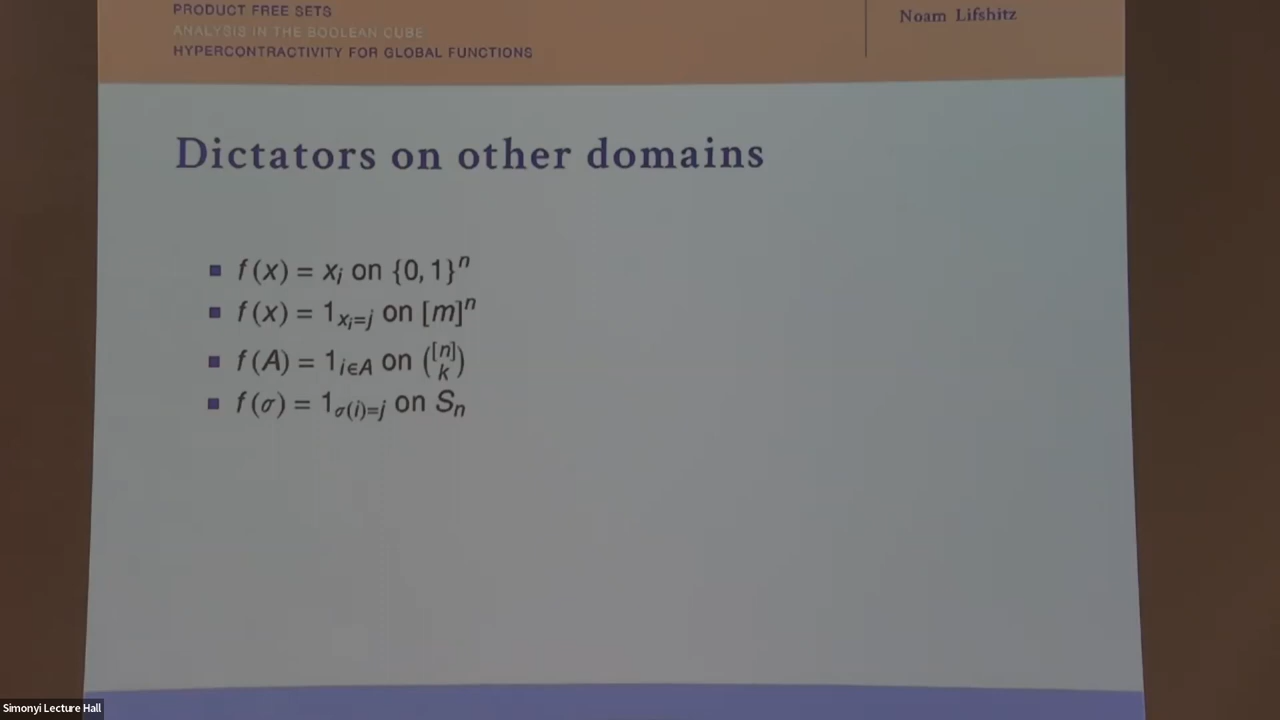 PRODUCT FREE SETS
ANALYSIS IN THE BOOLEAN CUBE
HYPERCONTRACTIVITY FOR GLOBAL FUNCTIONS
Noam Lifshitz
Dictators on other domains
▪ f(x) = x_i on {0, 1}^n
▪ f(x) = 1_{x_i=j} on [m]^n
▪ f(A) = 1_{i∈A} on \binom{[n]}{k}
▪ f(σ) = 1_{σ(i)=j} on S_n
Simonyi Lecture Hall